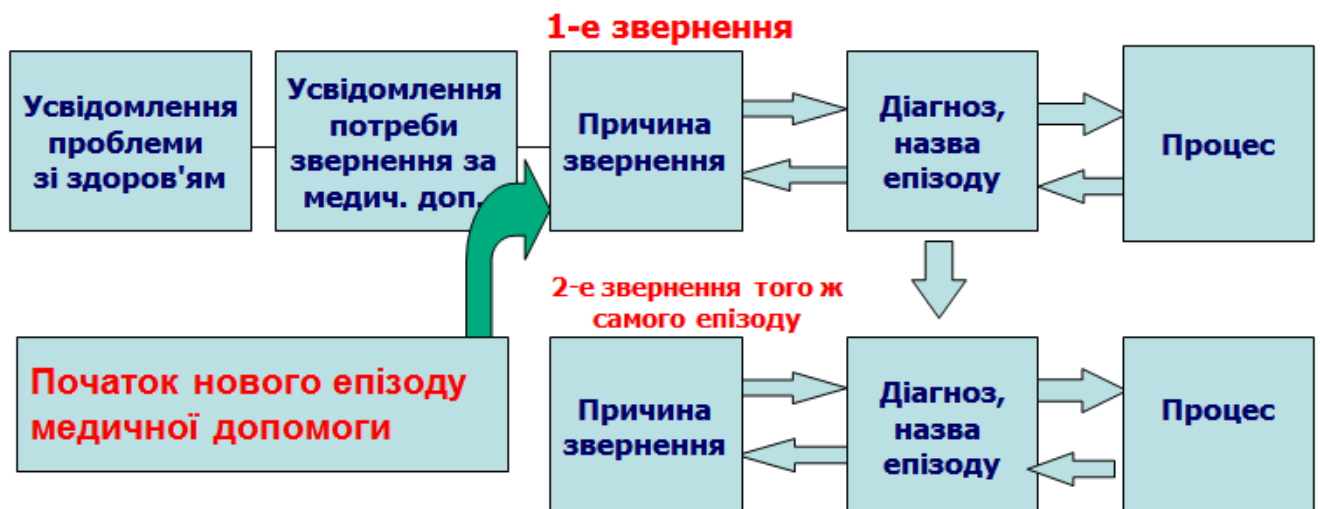 1-е звернення
Усвідомлення
проблеми
зі здоров'ям
Усвідомлення
потреби
звернення за
медич. доп.
Причина
звернення
Діагноз,
назва
епізоду
Процес
2-е звернення того ж
самого епізоду
Початок нового епізоду
медичної допомоги
Причина
звернення
Діагноз,
назва
епізоду
Процес